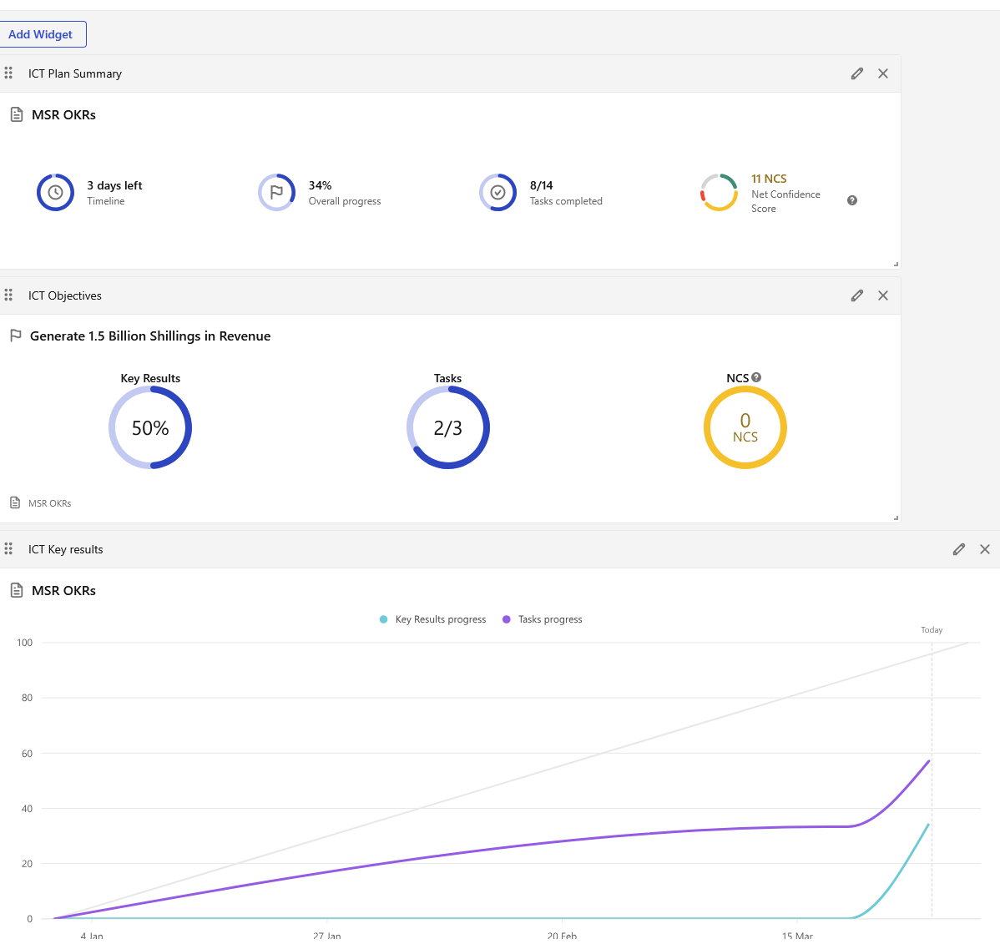 Add Widget
ICT Plan Summary
MSR OKRs
3 days left
Timeline
34%
Overall progress
8/14
Tasks completed
11 NCS
Net Confidence
Score
ICT Objectives
Generate 1.5 Billion Shillings in Revenue
Key Results
50%
Tasks
2/3
NCS
0
NCS
MSR OKRs
ICT Key results
MSR OKRs
Key Results progress
Tasks progress
Today
100
80
60
40
20
0
4 Jan
27 Jan
20 Feb
15 Mar